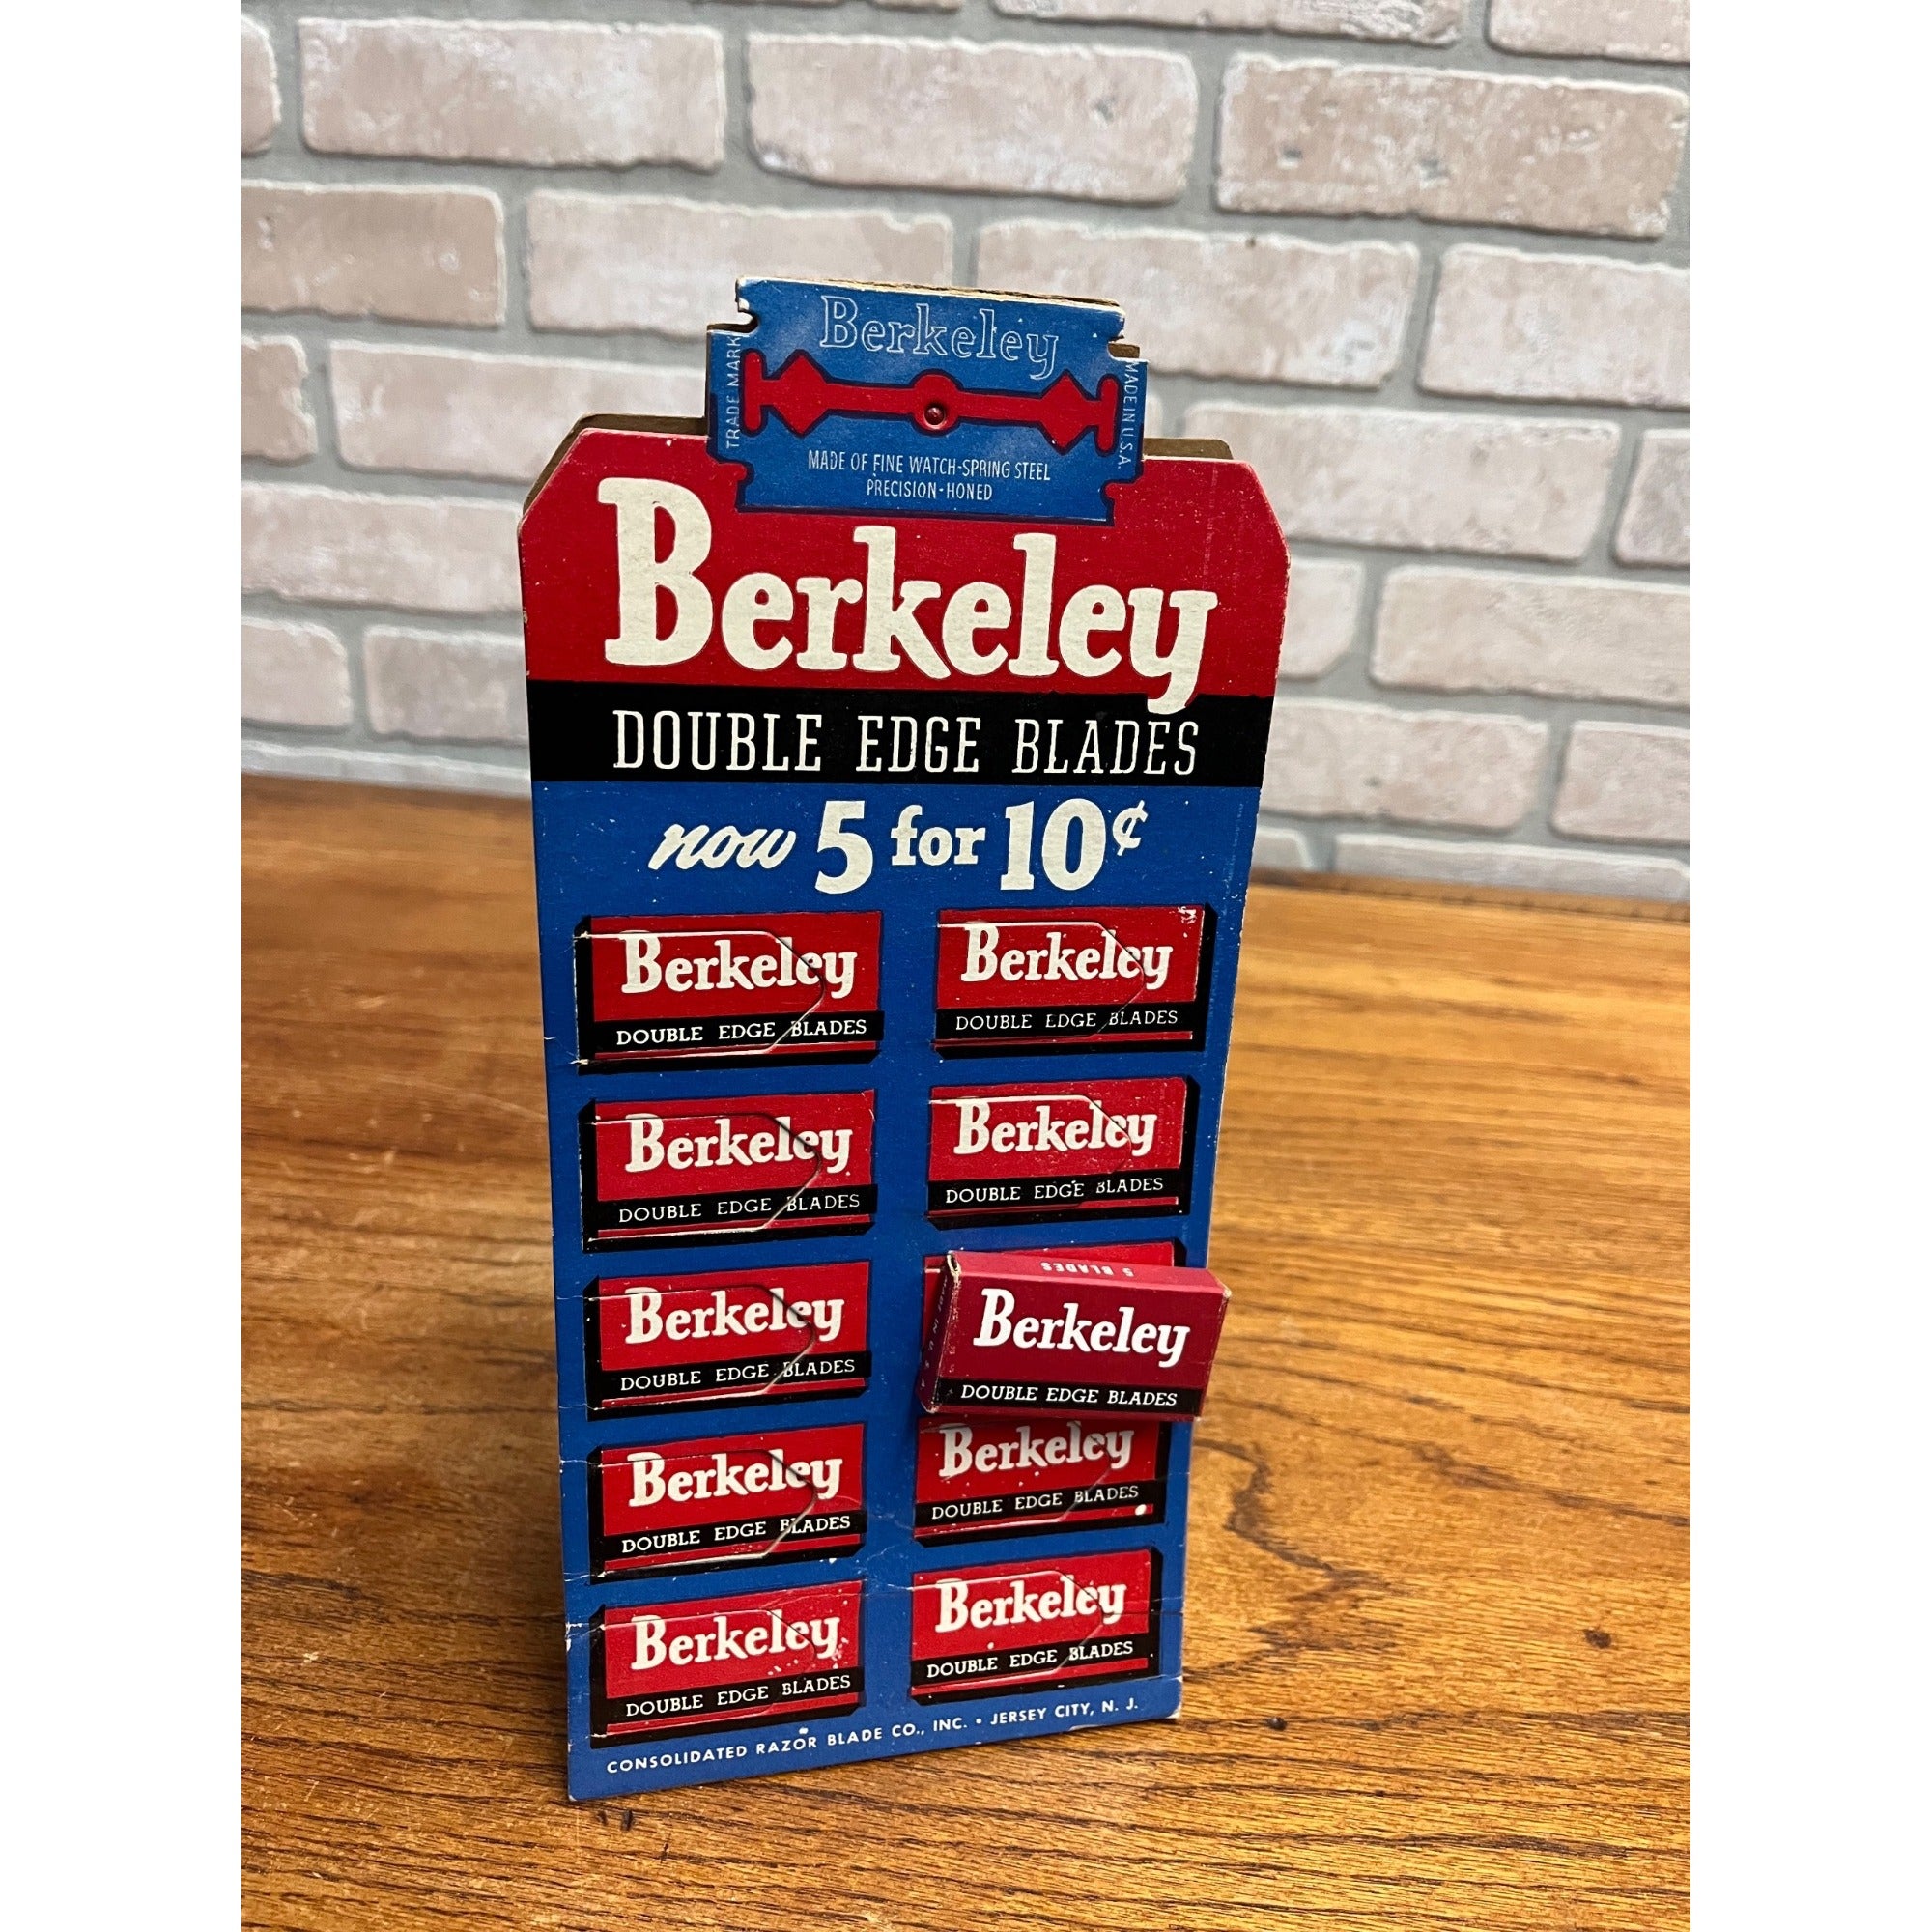 Berkeley
TRADE MARK
MADE IN U.S.A.
MADE OF FINE WATCH-SPRING STEEL
PRECISION-HONED
Berkeley
DOUBLE EDGE BLADES
now 5 for 10¢
Berkeley
DOUBLE EDGE BLADES
Berkeley
DOUBLE EDGE BLADES
Berkeley
DOUBLE EDGE BLADES
Berkeley
DOUBLE EDGE BLADES
Berkeley
DOUBLE EDGE BLADES
5 BLADES
MADE IN U.S.A.
Berkeley
DOUBLE EDGE BLADES
Berkeley
DOUBLE EDGE BLADES
Berkeley
DOUBLE EDGE BLADES
Berkeley
DOUBLE EDGE BLADES
Berkeley
DOUBLE EDGE BLADES
CONSOLIDATED RAZOR BLADE CO., INC. • JERSEY CITY, N. J.